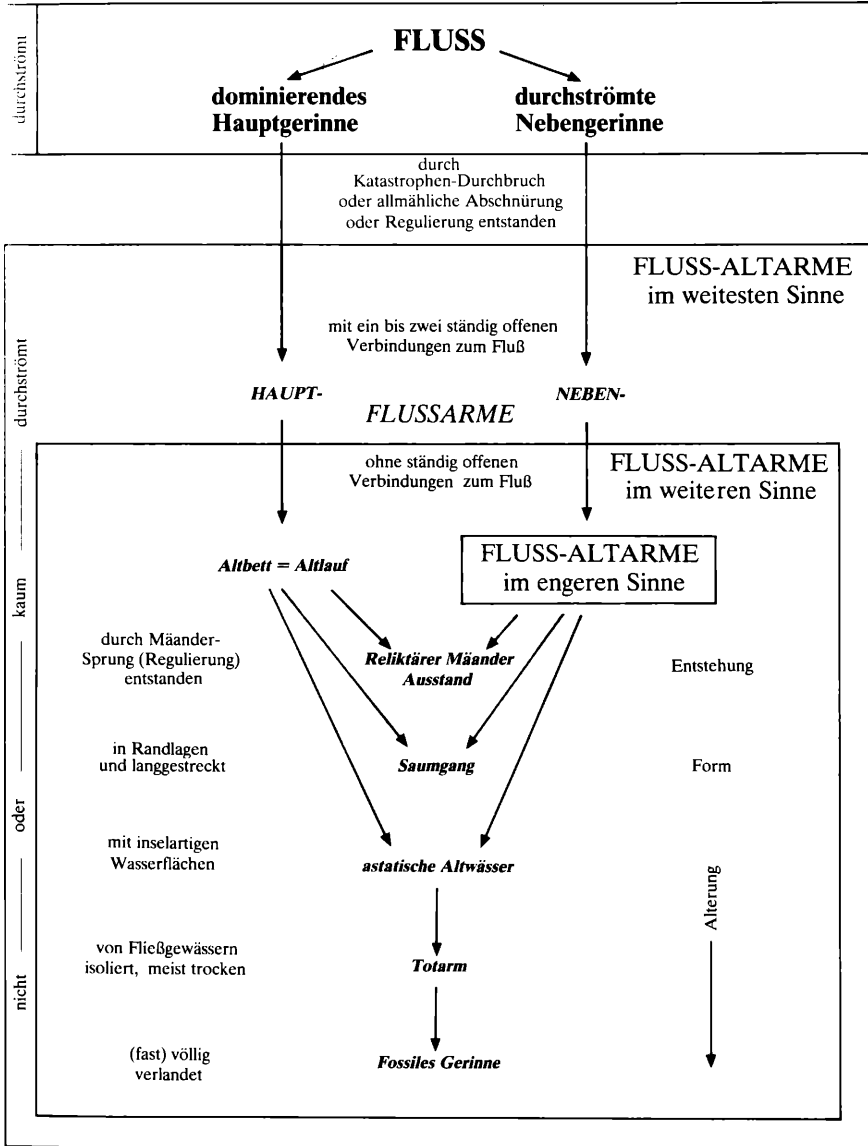 FLUSS
durchströmt
dominierendes
Hauptgerinne
durchströmte
Nebengerinne
durch
Katastrophen-Durchbruch
oder allmähliche Abschnürung
oder Regulierung entstanden
FLUSS-ALTARME
im weitesten Sinne
mit ein bis zwei ständig offenen
Verbindungen zum Fluß
durchströmt
HAUPT-
NEBEN-
FLUSSARME
ohne ständig offenen
Verbindungen zum Fluß
FLUSS-ALTARME
im weiteren Sinne
Altbett = Altlauf
FLUSS-ALTARME
im engeren Sinne
kaum
durch Mäander-
Sprung (Regulierung)
entstanden
Reliktärer Mäander
Ausstand
Entstehung
in Randlagen
und langgestreckt
Saumgang
Form
oder
mit inselartigen
Wasserflächen
astatische Altwässer
Alterung
von Fließgewässern
isoliert, meist trocken
Totarm
nicht
(fast) völlig
verlandet
Fossiles Gerinne